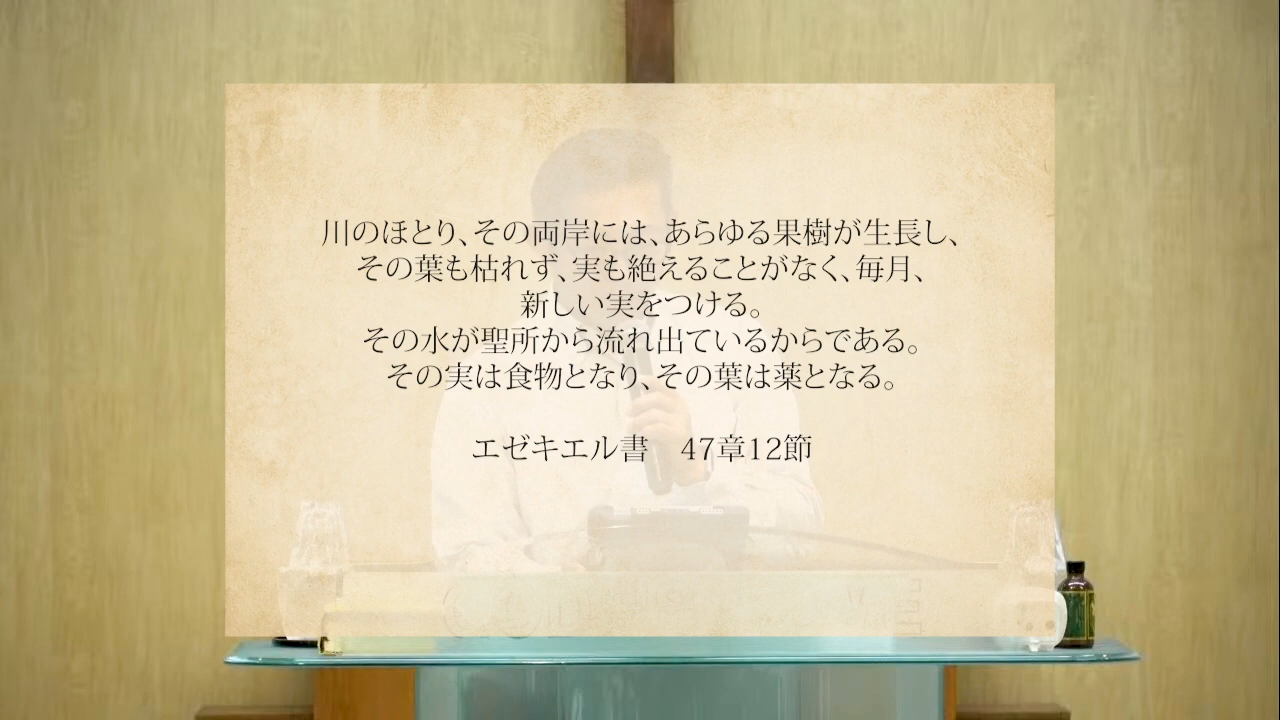 川のほとり、その両岸には、あらゆる果樹が生長し、
その葉も枯れず、実も絶えることがなく、毎月、
新しい実をつける。
その水が聖所から流れ出ているからである。
その実は食物となり、その葉は薬となる。
エゼキエル書　47章12節